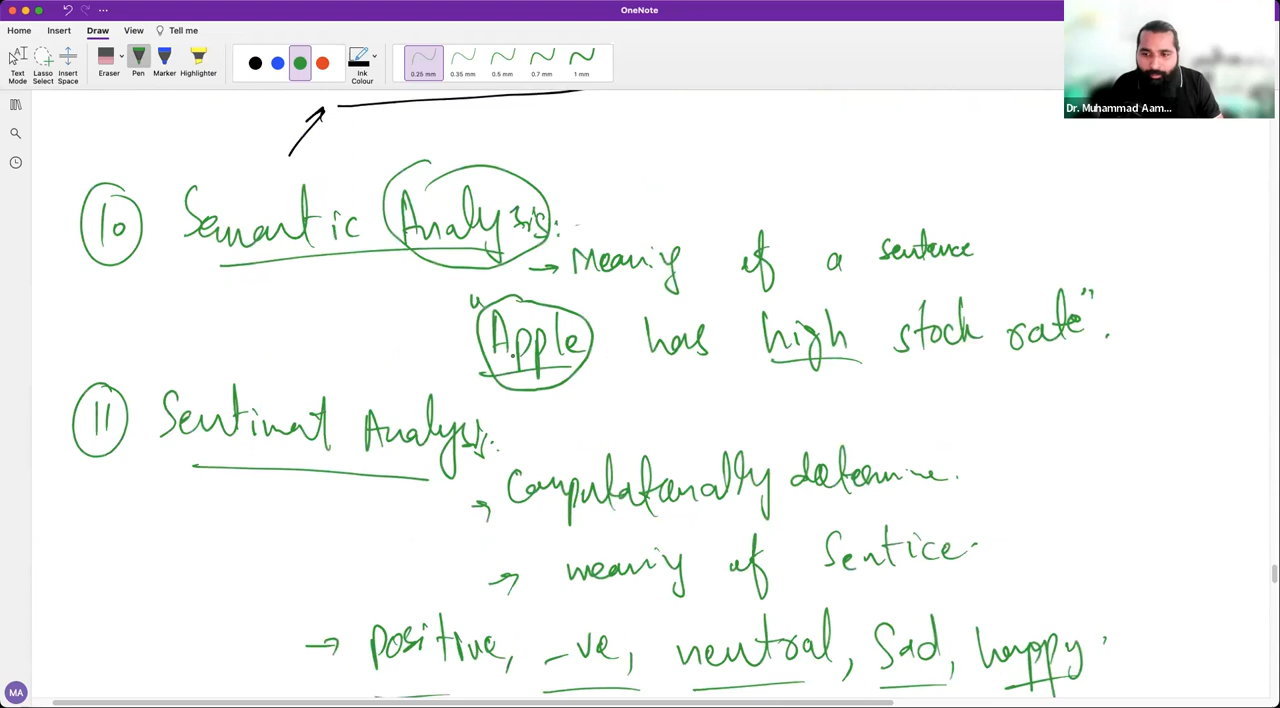 OneNote
Home Insert Draw View Tell me
Text Mode Lasso Select Insert Space Eraser Pen Marker Highlighter Ink Colour 0.25 mm 0.35 mm 0.5 mm 0.7 mm 1 mm
Dr. Muhammad Aam...
10 Semantic Analysis:
→ Meaning of a sentence
"Apple has high stock rate".
11 Sentiment Analysis:
→ Computationally determine.
→ meaning of Sentice
→ positive, -ve, neutral, Sad, happy
MA